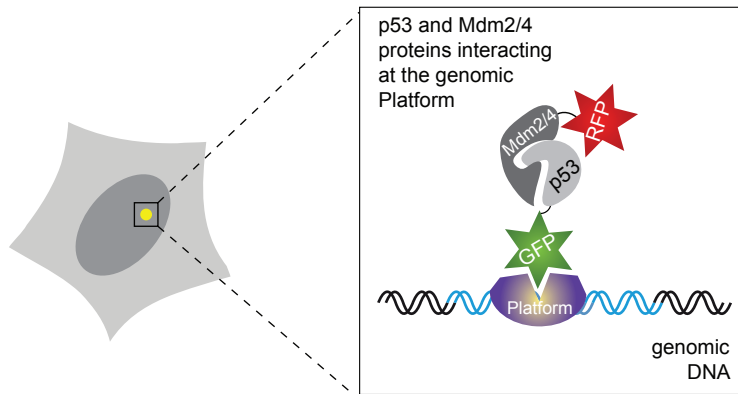 p53 and Mdm2/4
proteins interacting
at the genomic
Platform
Mdm2/4
RFP
p53
GFP
Platform
genomic
DNA